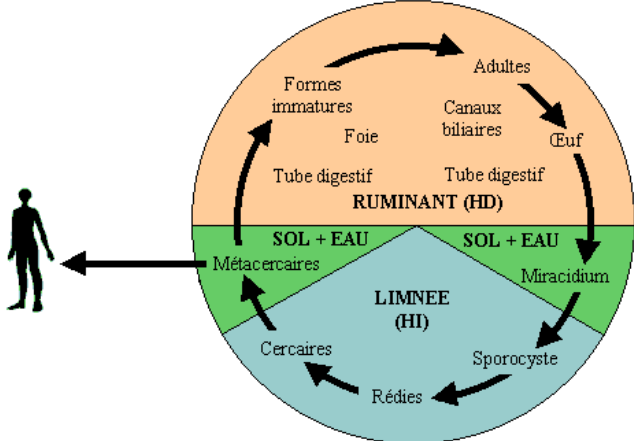 Adultes
Formes
immatures
Canaux
biliaires
Foie
Œuf
Tube digestif
Tube digestif
RUMINANT (HD)
SOL + EAU
SOL + EAU
Métacercaires
Miracidium
LIMNEE
(HI)
Cercaires
Sporocyste
Rédies